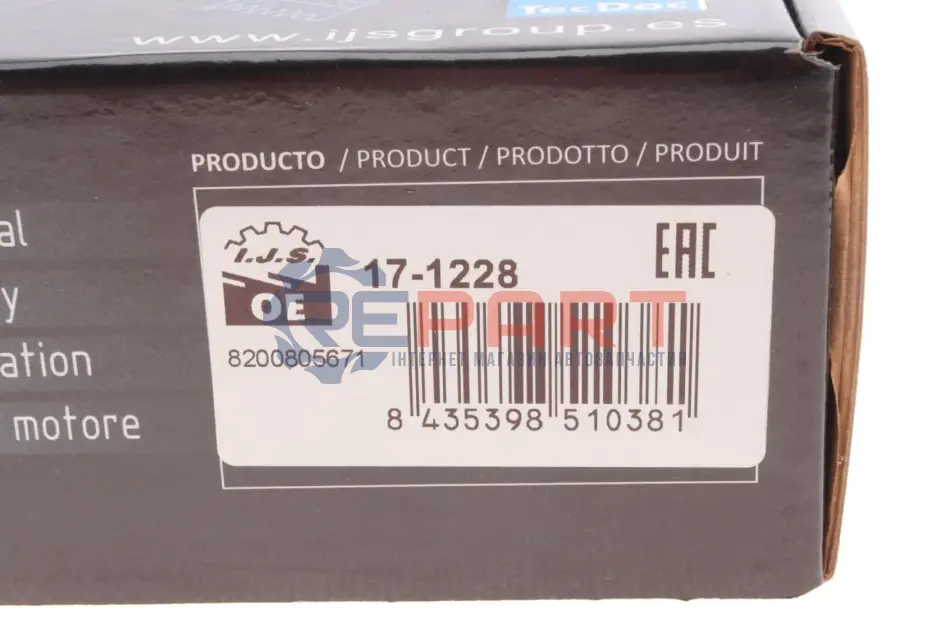 TecDoc
www.ijsgroup.es
PRODUCTO / PRODUCT / PRODOTTO / PRODUIT
al
y
ation
motore
I.J.S.
OE
17-1228
EAC
8200805671
REPART
ІНТЕРНЕТ МАГАЗИН АВТОЗАПЧАСТИН
8 435398 510381